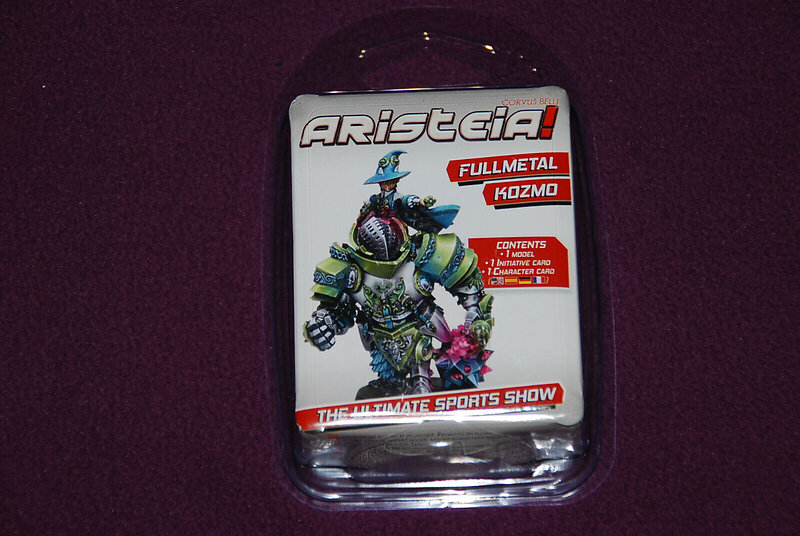 CORVUS BELLI
ARISTEIA!
FULLMETAL
KOZMO
CONTENTS
• 1 MODEL
• 1 INITIATIVE CARD
• 1 CHARACTER CARD
THE ULTIMATE SPORTS SHOW